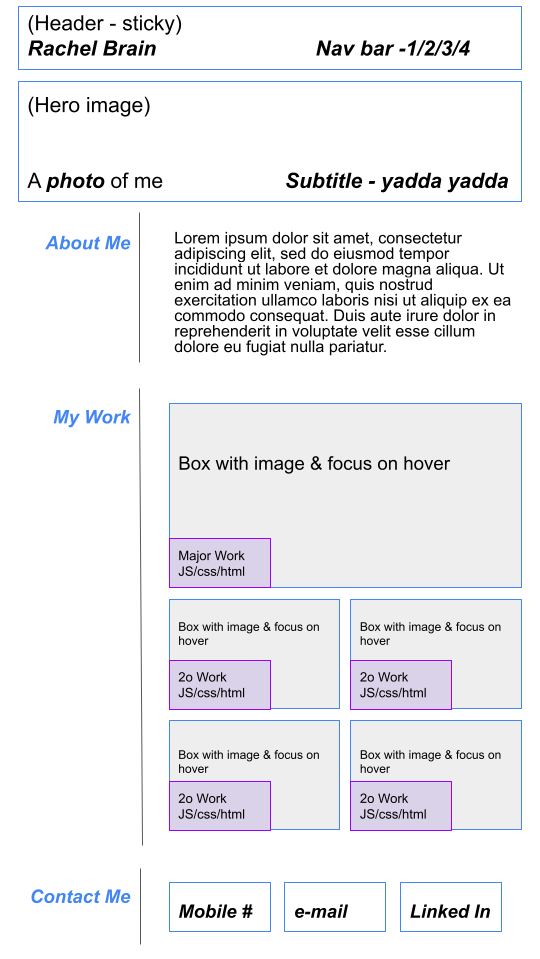 (Header - sticky)
Rachel Brain
Nav bar -1/2/3/4
(Hero image)
A photo of me
Subtitle - yadda yadda
About Me
Lorem ipsum dolor sit amet, consectetur
adipiscing elit, sed do eiusmod tempor
incididunt ut labore et dolore magna aliqua. Ut
enim ad minim veniam, quis nostrud
exercitation ullamco laboris nisi ut aliquip ex ea
commodo consequat. Duis aute irure dolor in
reprehenderit in voluptate velit esse cillum
dolore eu fugiat nulla pariatur.
My Work
Box with image & focus on hover
Major Work
JS/css/html
Box with image & focus on
hover
2o Work
JS/css/html
Box with image & focus on
hover
2o Work
JS/css/html
Box with image & focus on
hover
2o Work
JS/css/html
Box with image & focus on
hover
2o Work
JS/css/html
Contact Me
Mobile #
e-mail
Linked In